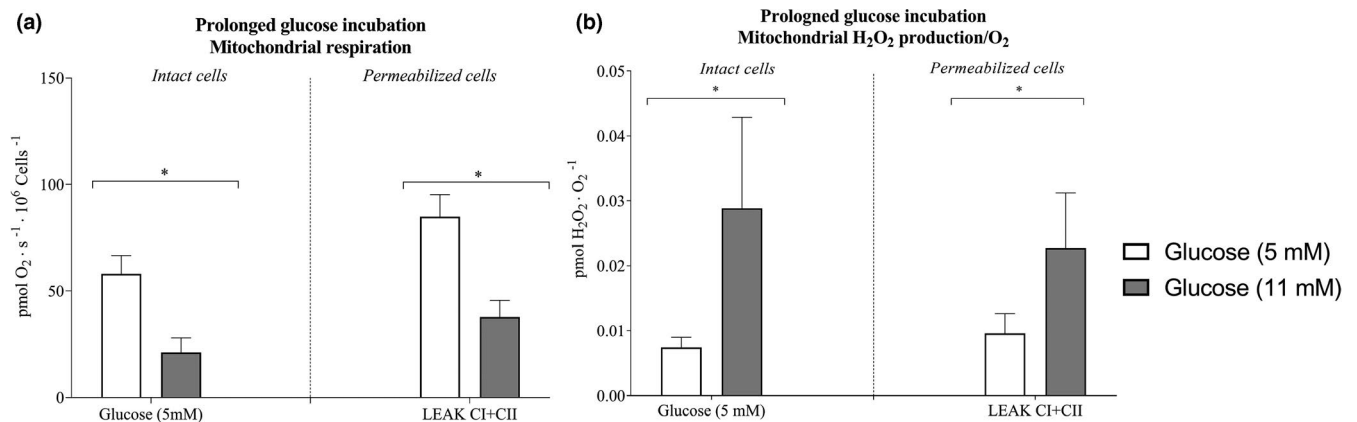 (a)
Prolonged glucose incubation
Mitochondrial respiration
Intact cells
Permeabilized cells
150
100
50
0
pmol O₂ · s⁻¹ · 10⁶ Cells⁻¹
*
*
Glucose (5mM)
LEAK CI+CII
(b)
Prologned glucose incubation
Mitochondrial H₂O₂ production/O₂
Intact cells
Permeabilized cells
0.05
0.04
0.03
0.02
0.01
0.00
pmol H₂O₂ · O₂⁻¹
*
*
Glucose (5 mM)
LEAK CI+CII
Glucose (5 mM)
Glucose (11 mM)